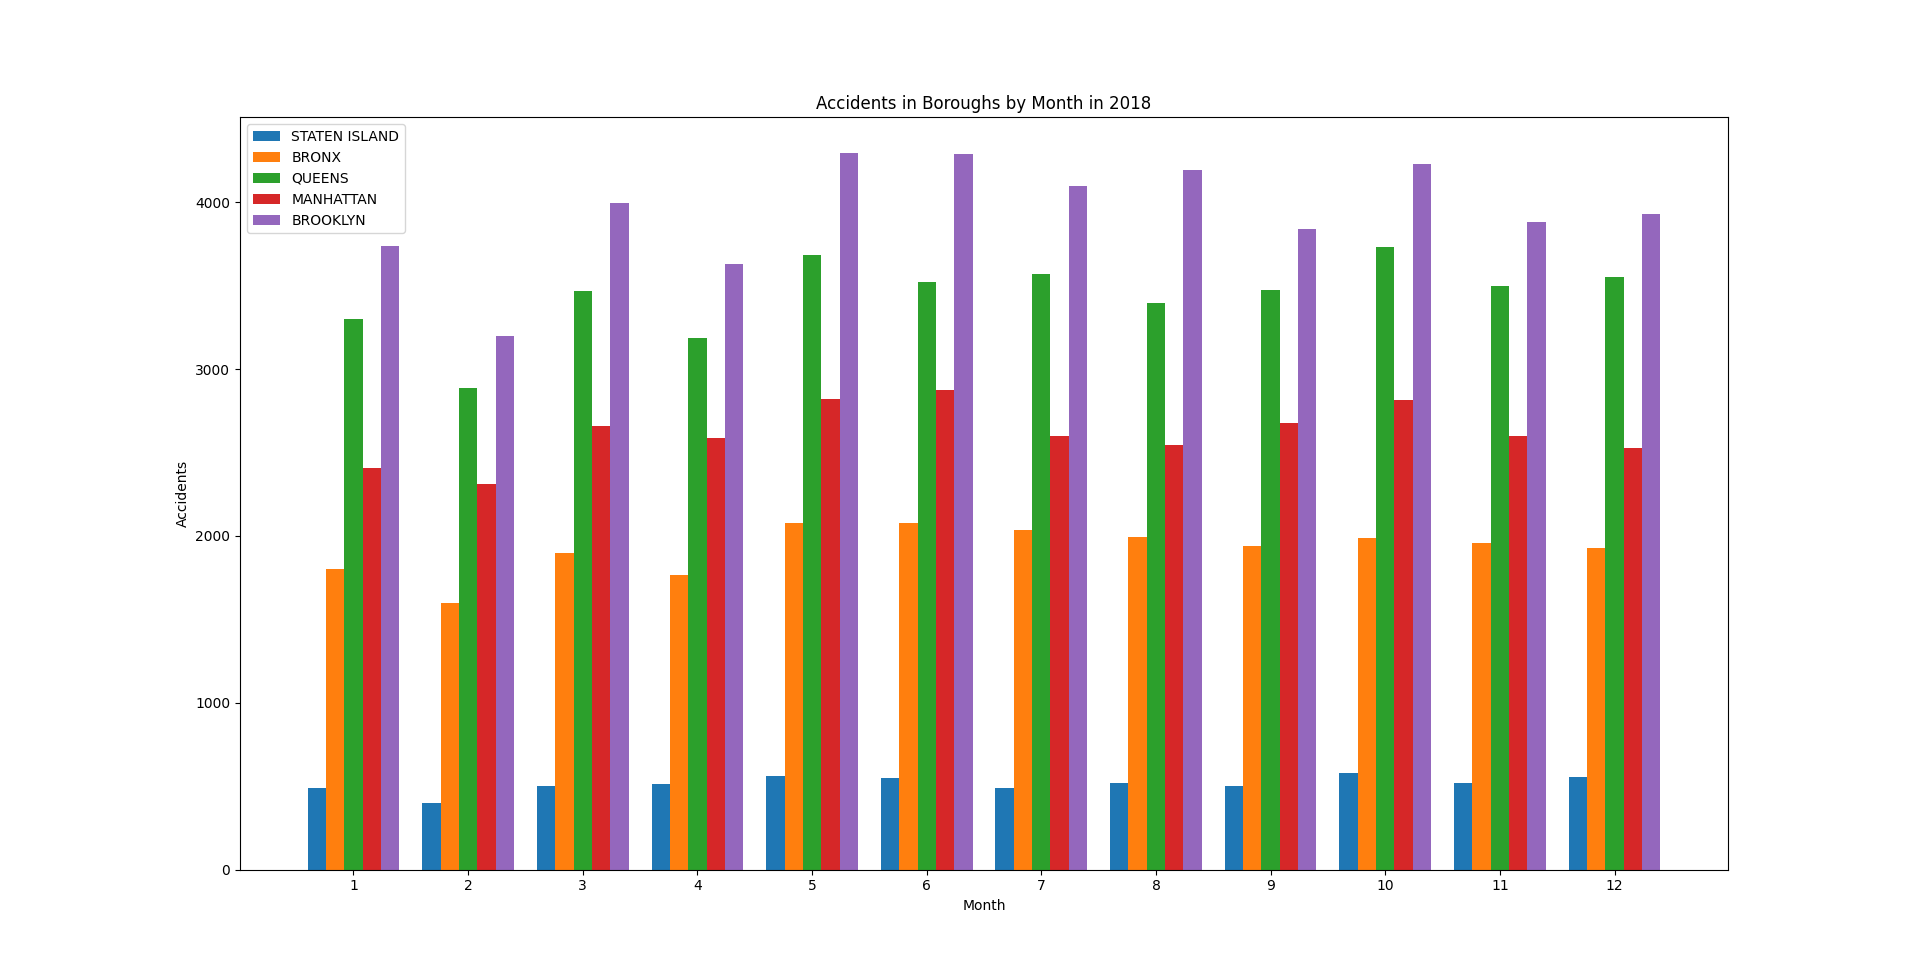 Accidents in Boroughs by Month in 2018
STATEN ISLAND
BRONX
QUEENS
MANHATTAN
BROOKLYN
4000
3000
2000
1000
0
Accidents
1 2 3 4 5 6 7 8 9 10 11 12
Month